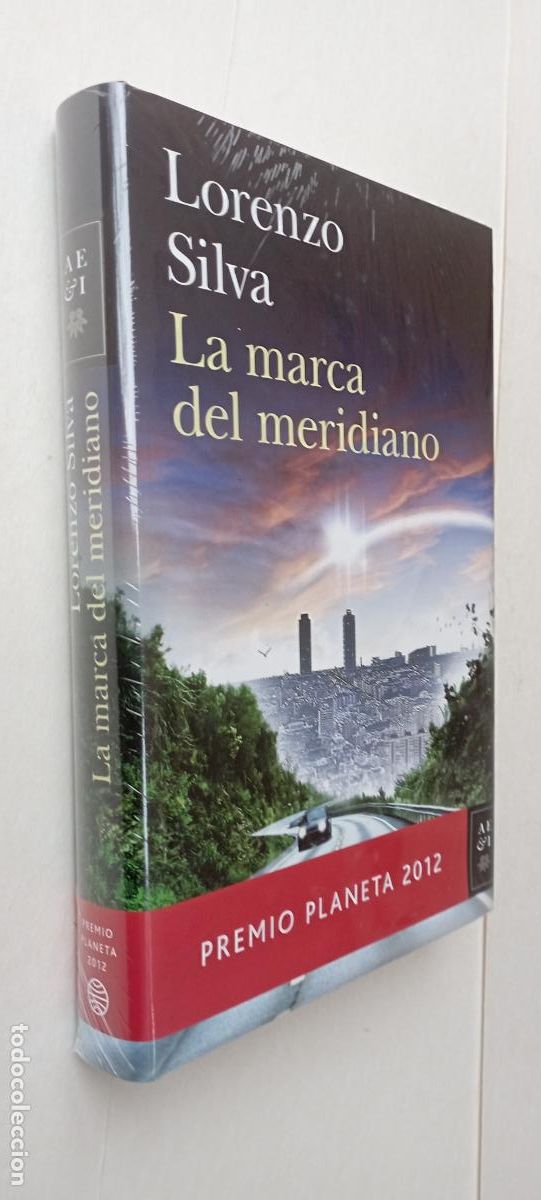 Lorenzo
Silva
La marca
del meridiano
PREMIO PLANETA 2012
AE
&I
AE
&I
Lorenzo Silva
La marca del meridiano
PREMIO
PLANETA
2012
todocoleccion.net